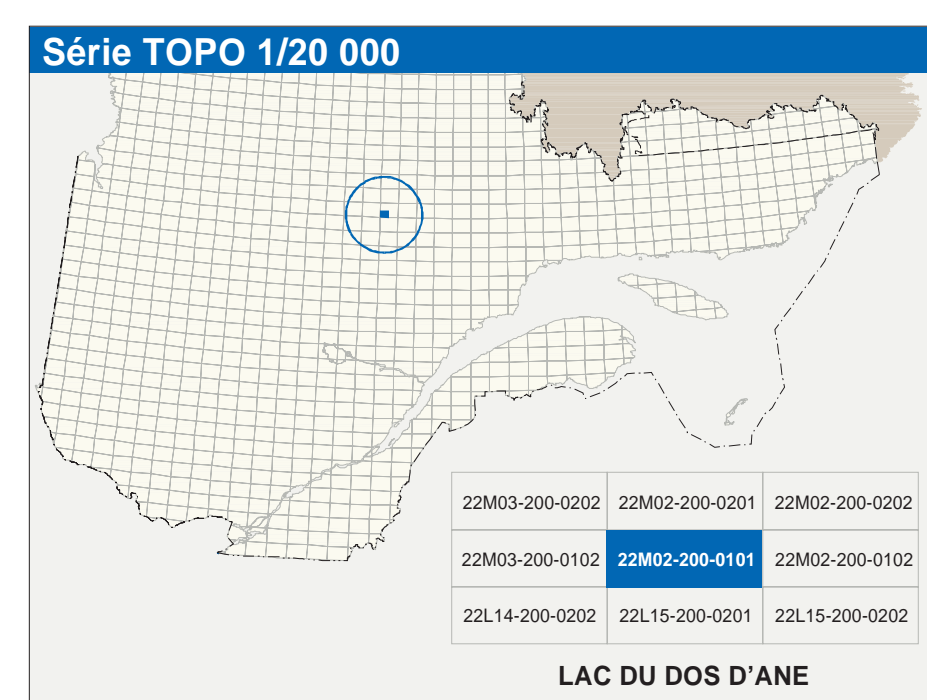 Série TOPO 1/20 000
22M03-200-0202 22M02-200-0201 22M02-200-0202
22M03-200-0102 22M02-200-0101 22M02-200-0102
22L14-200-0202 22L15-200-0201 22L15-200-0202
LAC DU DOS D’ANE